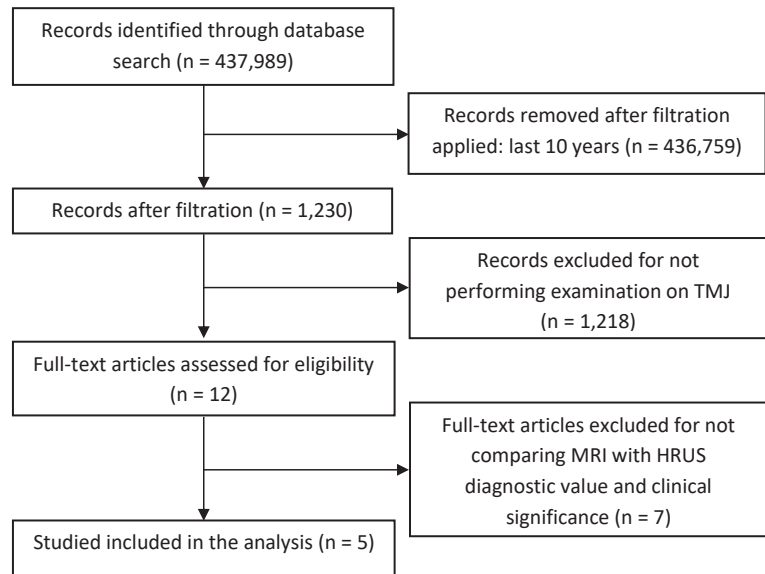 Records identified through database
search (n = 437,989)
Records removed after filtration
applied: last 10 years (n = 436,759)
Records after filtration (n = 1,230)
Records excluded for not
performing examination on TMJ
(n = 1,218)
Full-text articles assessed for eligibility
(n = 12)
Full-text articles excluded for not
comparing MRI with HRUS
diagnostic value and clinical
significance (n = 7)
Studied included in the analysis (n = 5)